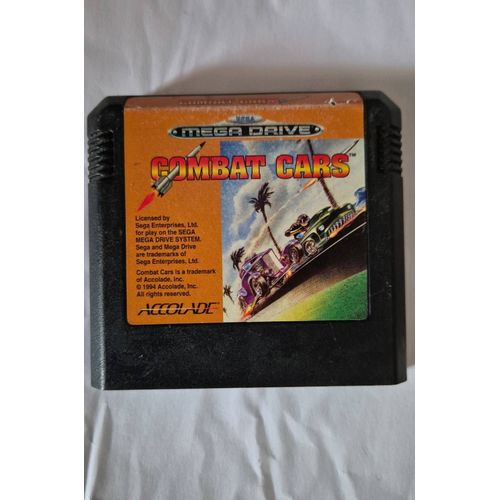 SEGA
MEGA DRIVE
COMBAT CARS™
Licensed by
Sega Enterprises, Ltd.
for play on the SEGA
MEGA DRIVE SYSTEM.
Sega and Mega Drive
are trademarks of
Sega Enterprises, Ltd.
Combat Cars is a trademark
of Accolade, Inc.
© 1994 Accolade, Inc.
All rights reserved.
ACCOLADE